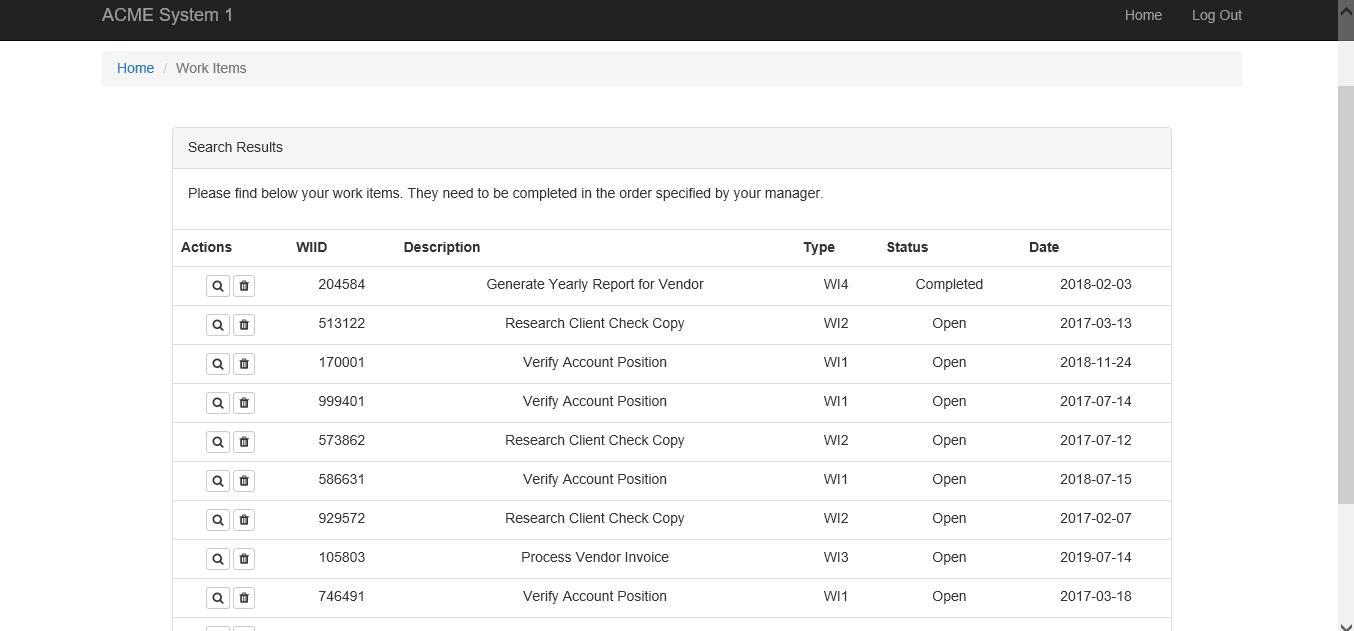 ACME System 1 Home Log Out
Home / Work Items
Search Results
Please find below your work items. They need to be completed in the order specified by your manager.
Actions WIID Description Type Status Date
204584 Generate Yearly Report for Vendor WI4 Completed 2018-02-03
513122 Research Client Check Copy WI2 Open 2017-03-13
170001 Verify Account Position WI1 Open 2018-11-24
999401 Verify Account Position WI1 Open 2017-07-14
573862 Research Client Check Copy WI2 Open 2017-07-12
586631 Verify Account Position WI1 Open 2018-07-15
929572 Research Client Check Copy WI2 Open 2017-02-07
105803 Process Vendor Invoice WI3 Open 2019-07-14
746491 Verify Account Position WI1 Open 2017-03-18